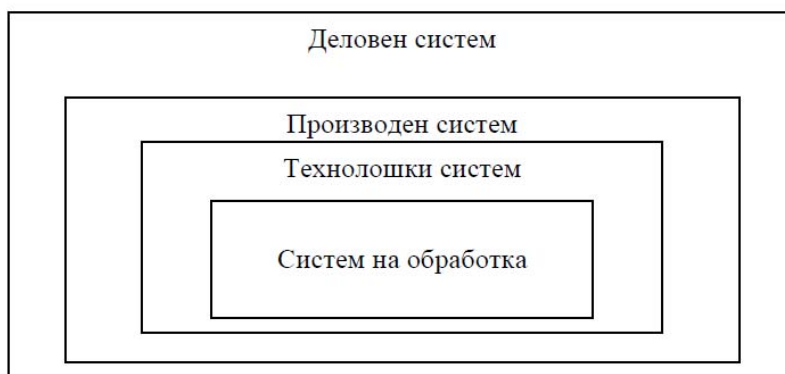 Деловен систем
Производен систем
Технолошки систем
Систем на обработка